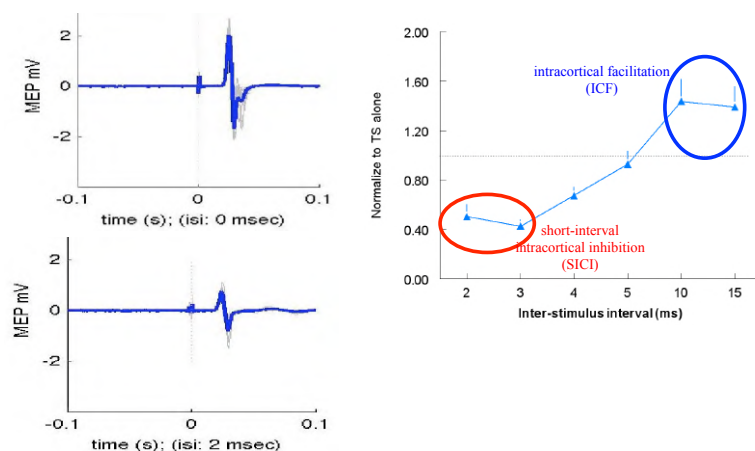 MEP mV
2
0
-2
-0.1
0
0.1
time (s); (isi: 0 msec)
MEP mV
2
0
-2
-0.1
0
0.1
time (s); (isi: 2 msec)
Normalize to TS alone
2.00
1.60
1.20
0.80
0.40
0.00
intracortical facilitation
(ICF)
short-interval
intracortical inhibition
(SICI)
2
3
4
5
10
15
Inter-stimulus interval (ms)